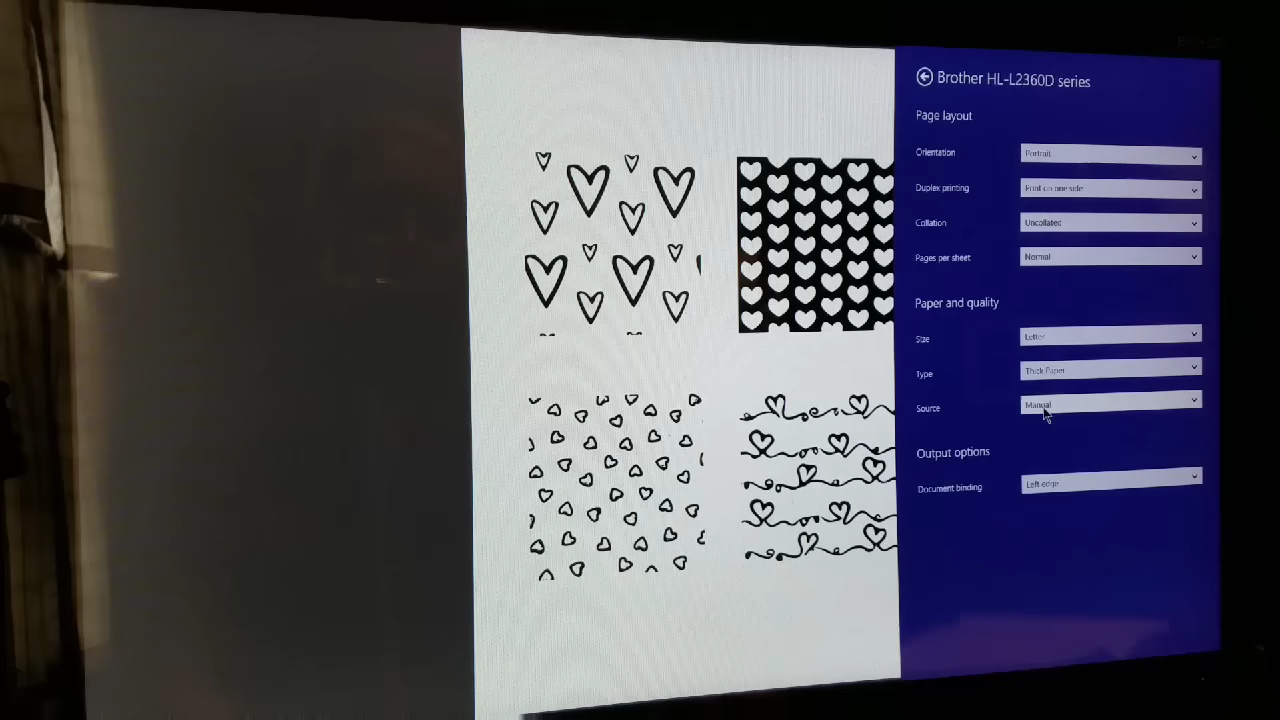 Brother HL-L2360D series
Page layout
Orientation Portrait
Duplex printing Print on one side
Collation Uncollated
Pages per sheet Normal
Paper and quality
Size Letter
Type Thick Paper
Source Manual
Output options
Document binding Left edge